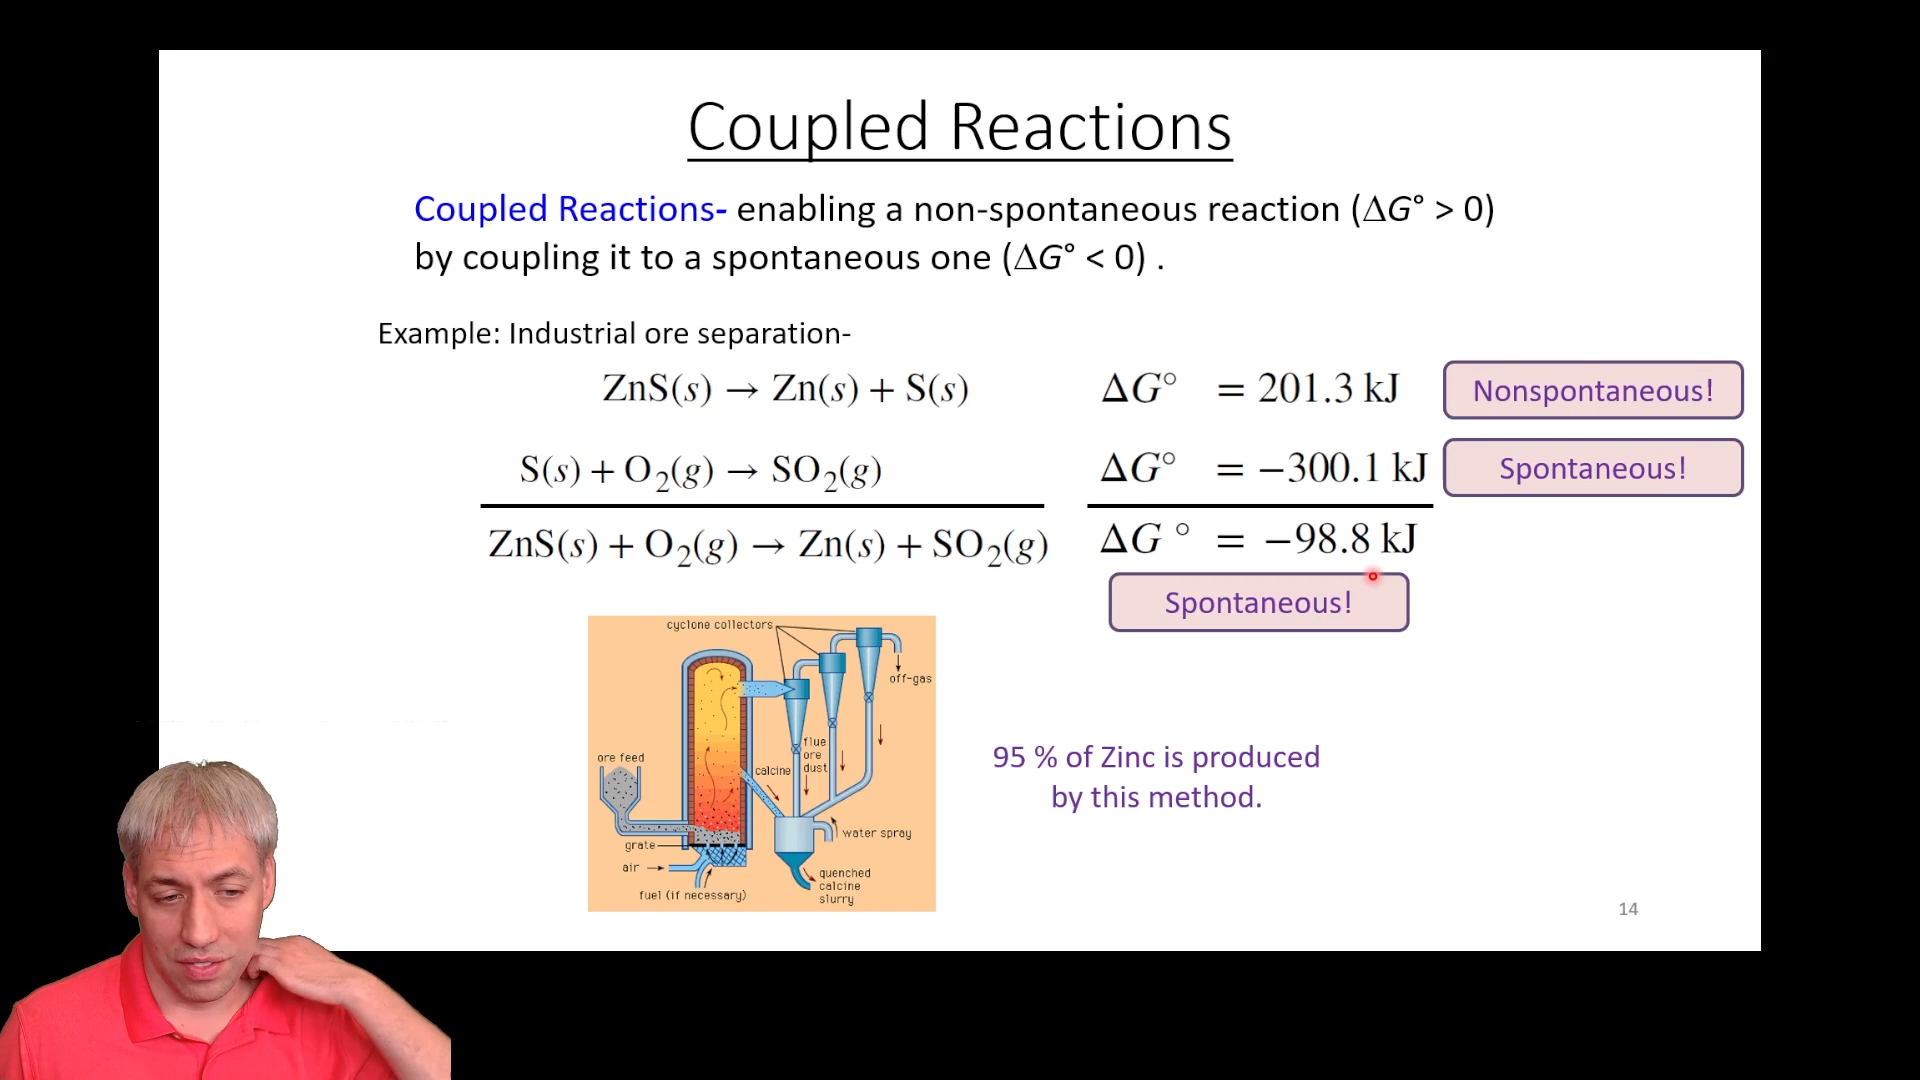 Coupled Reactions
Coupled Reactions- enabling a non-spontaneous reaction (ΔG° > 0)
by coupling it to a spontaneous one (ΔG° < 0) .
Example: Industrial ore separation-
ZnS(s) → Zn(s) + S(s) ΔG° = 201.3 kJ Nonspontaneous!
S(s) + O₂(g) → SO₂(g) ΔG° = −300.1 kJ Spontaneous!
ZnS(s) + O₂(g) → Zn(s) + SO₂(g) ΔG ° = −98.8 kJ
Spontaneous!
cyclone collectors
off-gas
ore feed
flue
ore
dust
calcine
water spray
grate
air
fuel (if necessary)
quenched
calcine
slurry
95 % of Zinc is produced
by this method.
14